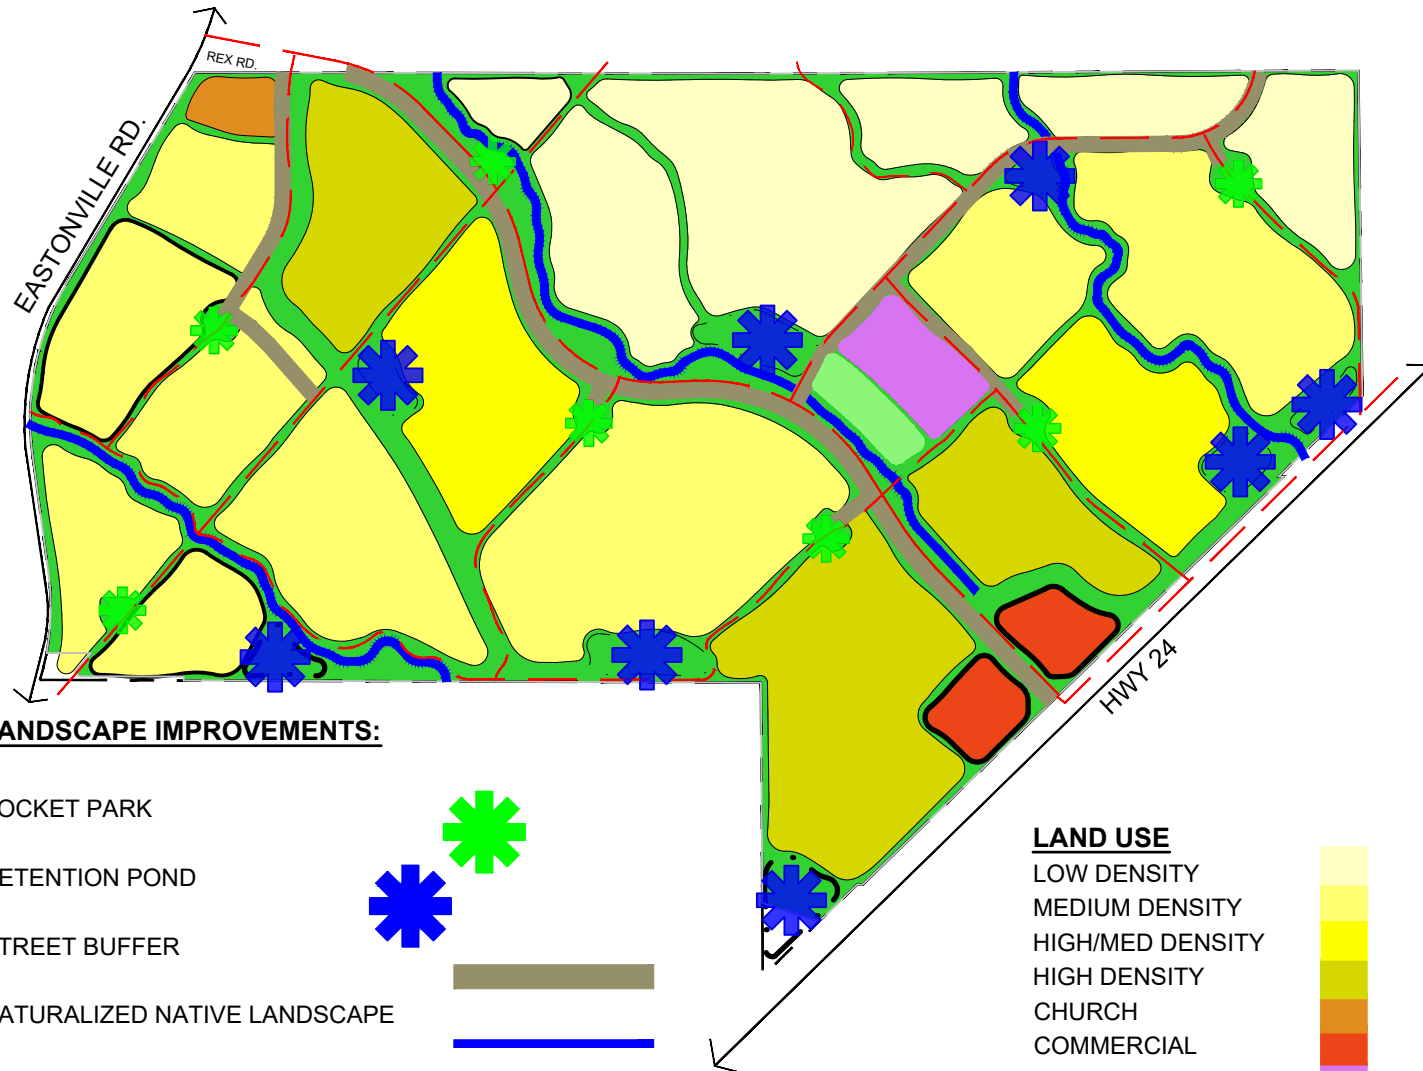 REX RD.
EASTONVILLE RD.
HWY 24
ANDSCAPE IMPROVEMENTS:
OCKET PARK
ETENTION POND
TREET BUFFER
ATURALIZED NATIVE LANDSCAPE
LAND USE
LOW DENSITY
MEDIUM DENSITY
HIGH/MED DENSITY
HIGH DENSITY
CHURCH
COMMERCIAL